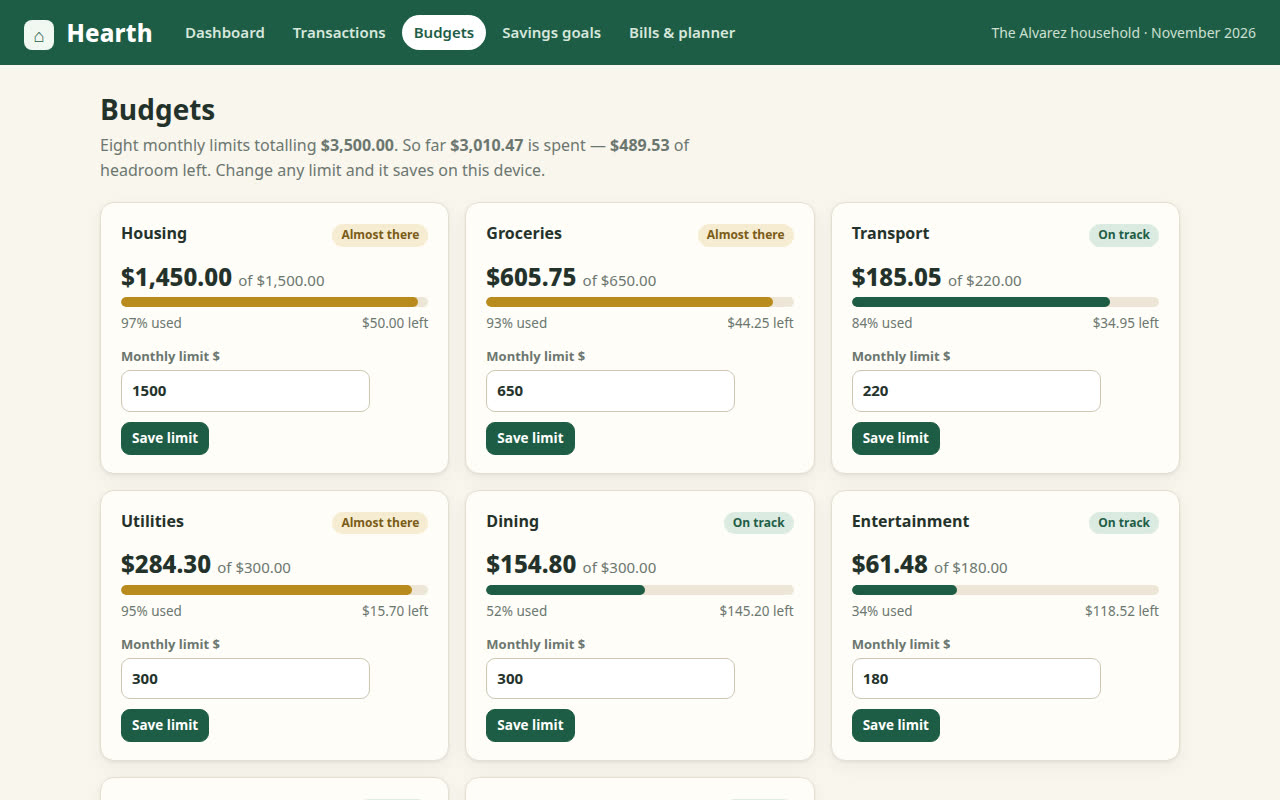 Hearth
Dashboard
Transactions
Budgets
Savings goals
Bills & planner
The Alvarez household · November 2026
Budgets
Eight monthly limits totalling $3,500.00. So far $3,010.47 is spent — $489.53 of
headroom left. Change any limit and it saves on this device.
Housing
Almost there
$1,450.00 of $1,500.00
97% used
$50.00 left
Monthly limit $
1500
Save limit
Groceries
Almost there
$605.75 of $650.00
93% used
$44.25 left
Monthly limit $
650
Save limit
Transport
On track
$185.05 of $220.00
84% used
$34.95 left
Monthly limit $
220
Save limit
Utilities
Almost there
$284.30 of $300.00
95% used
$15.70 left
Monthly limit $
300
Save limit
Dining
On track
$154.80 of $300.00
52% used
$145.20 left
Monthly limit $
300
Save limit
Entertainment
On track
$61.48 of $180.00
34% used
$118.52 left
Monthly limit $
180
Save limit